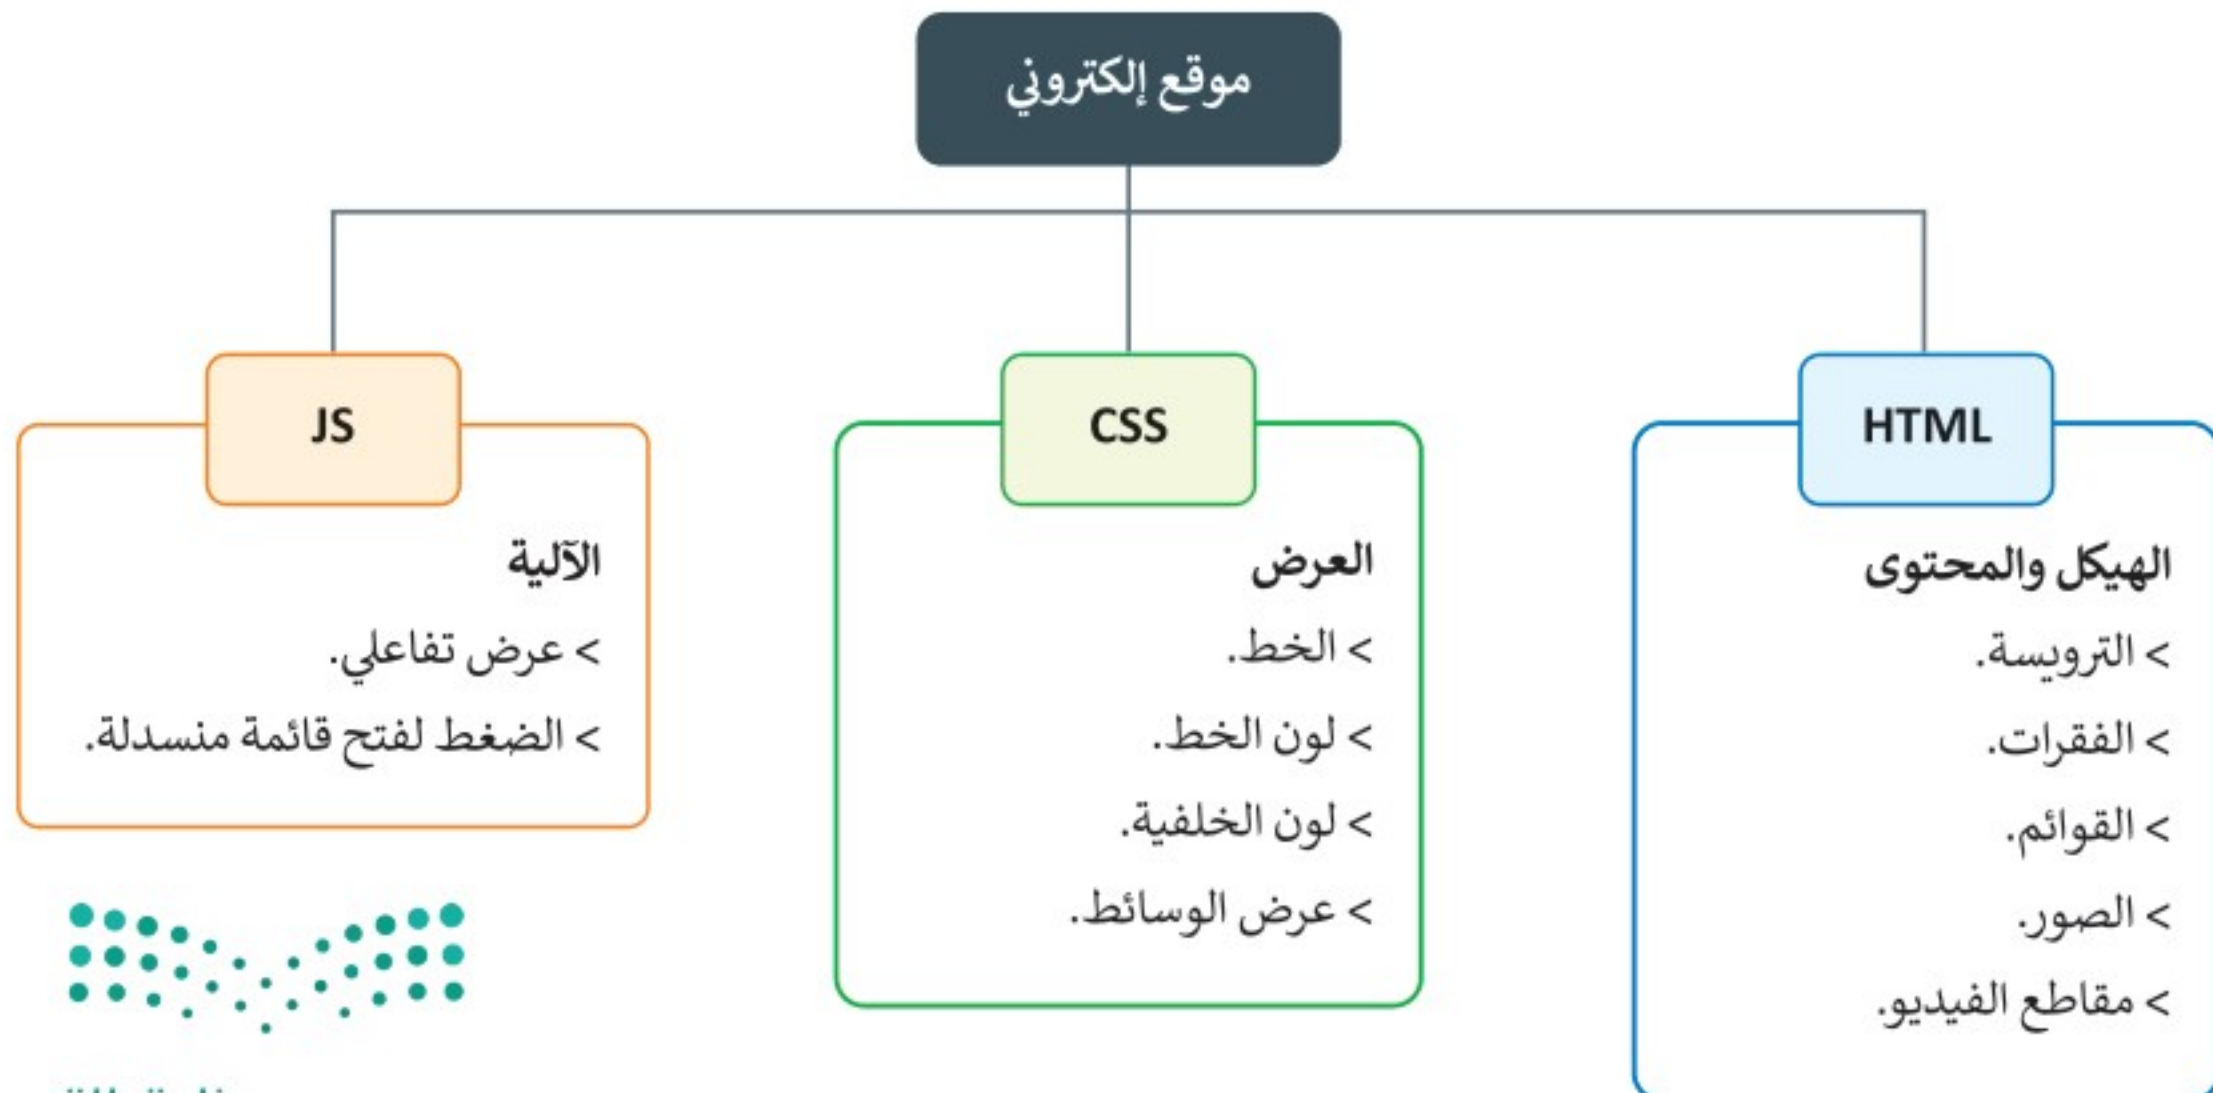 موقع إلكتروني
HTML
الهيكل والمحتوى
> الترويسة.
> الفقرات.
> القوائم.
> الصور.
> مقاطع الفيديو.
CSS
العرض
> الخط.
> لون الخط.
> لون الخلفية.
> عرض الوسائط.
JS
الآلية
> عرض تفاعلي.
> الضغط لفتح قائمة منسدلة.